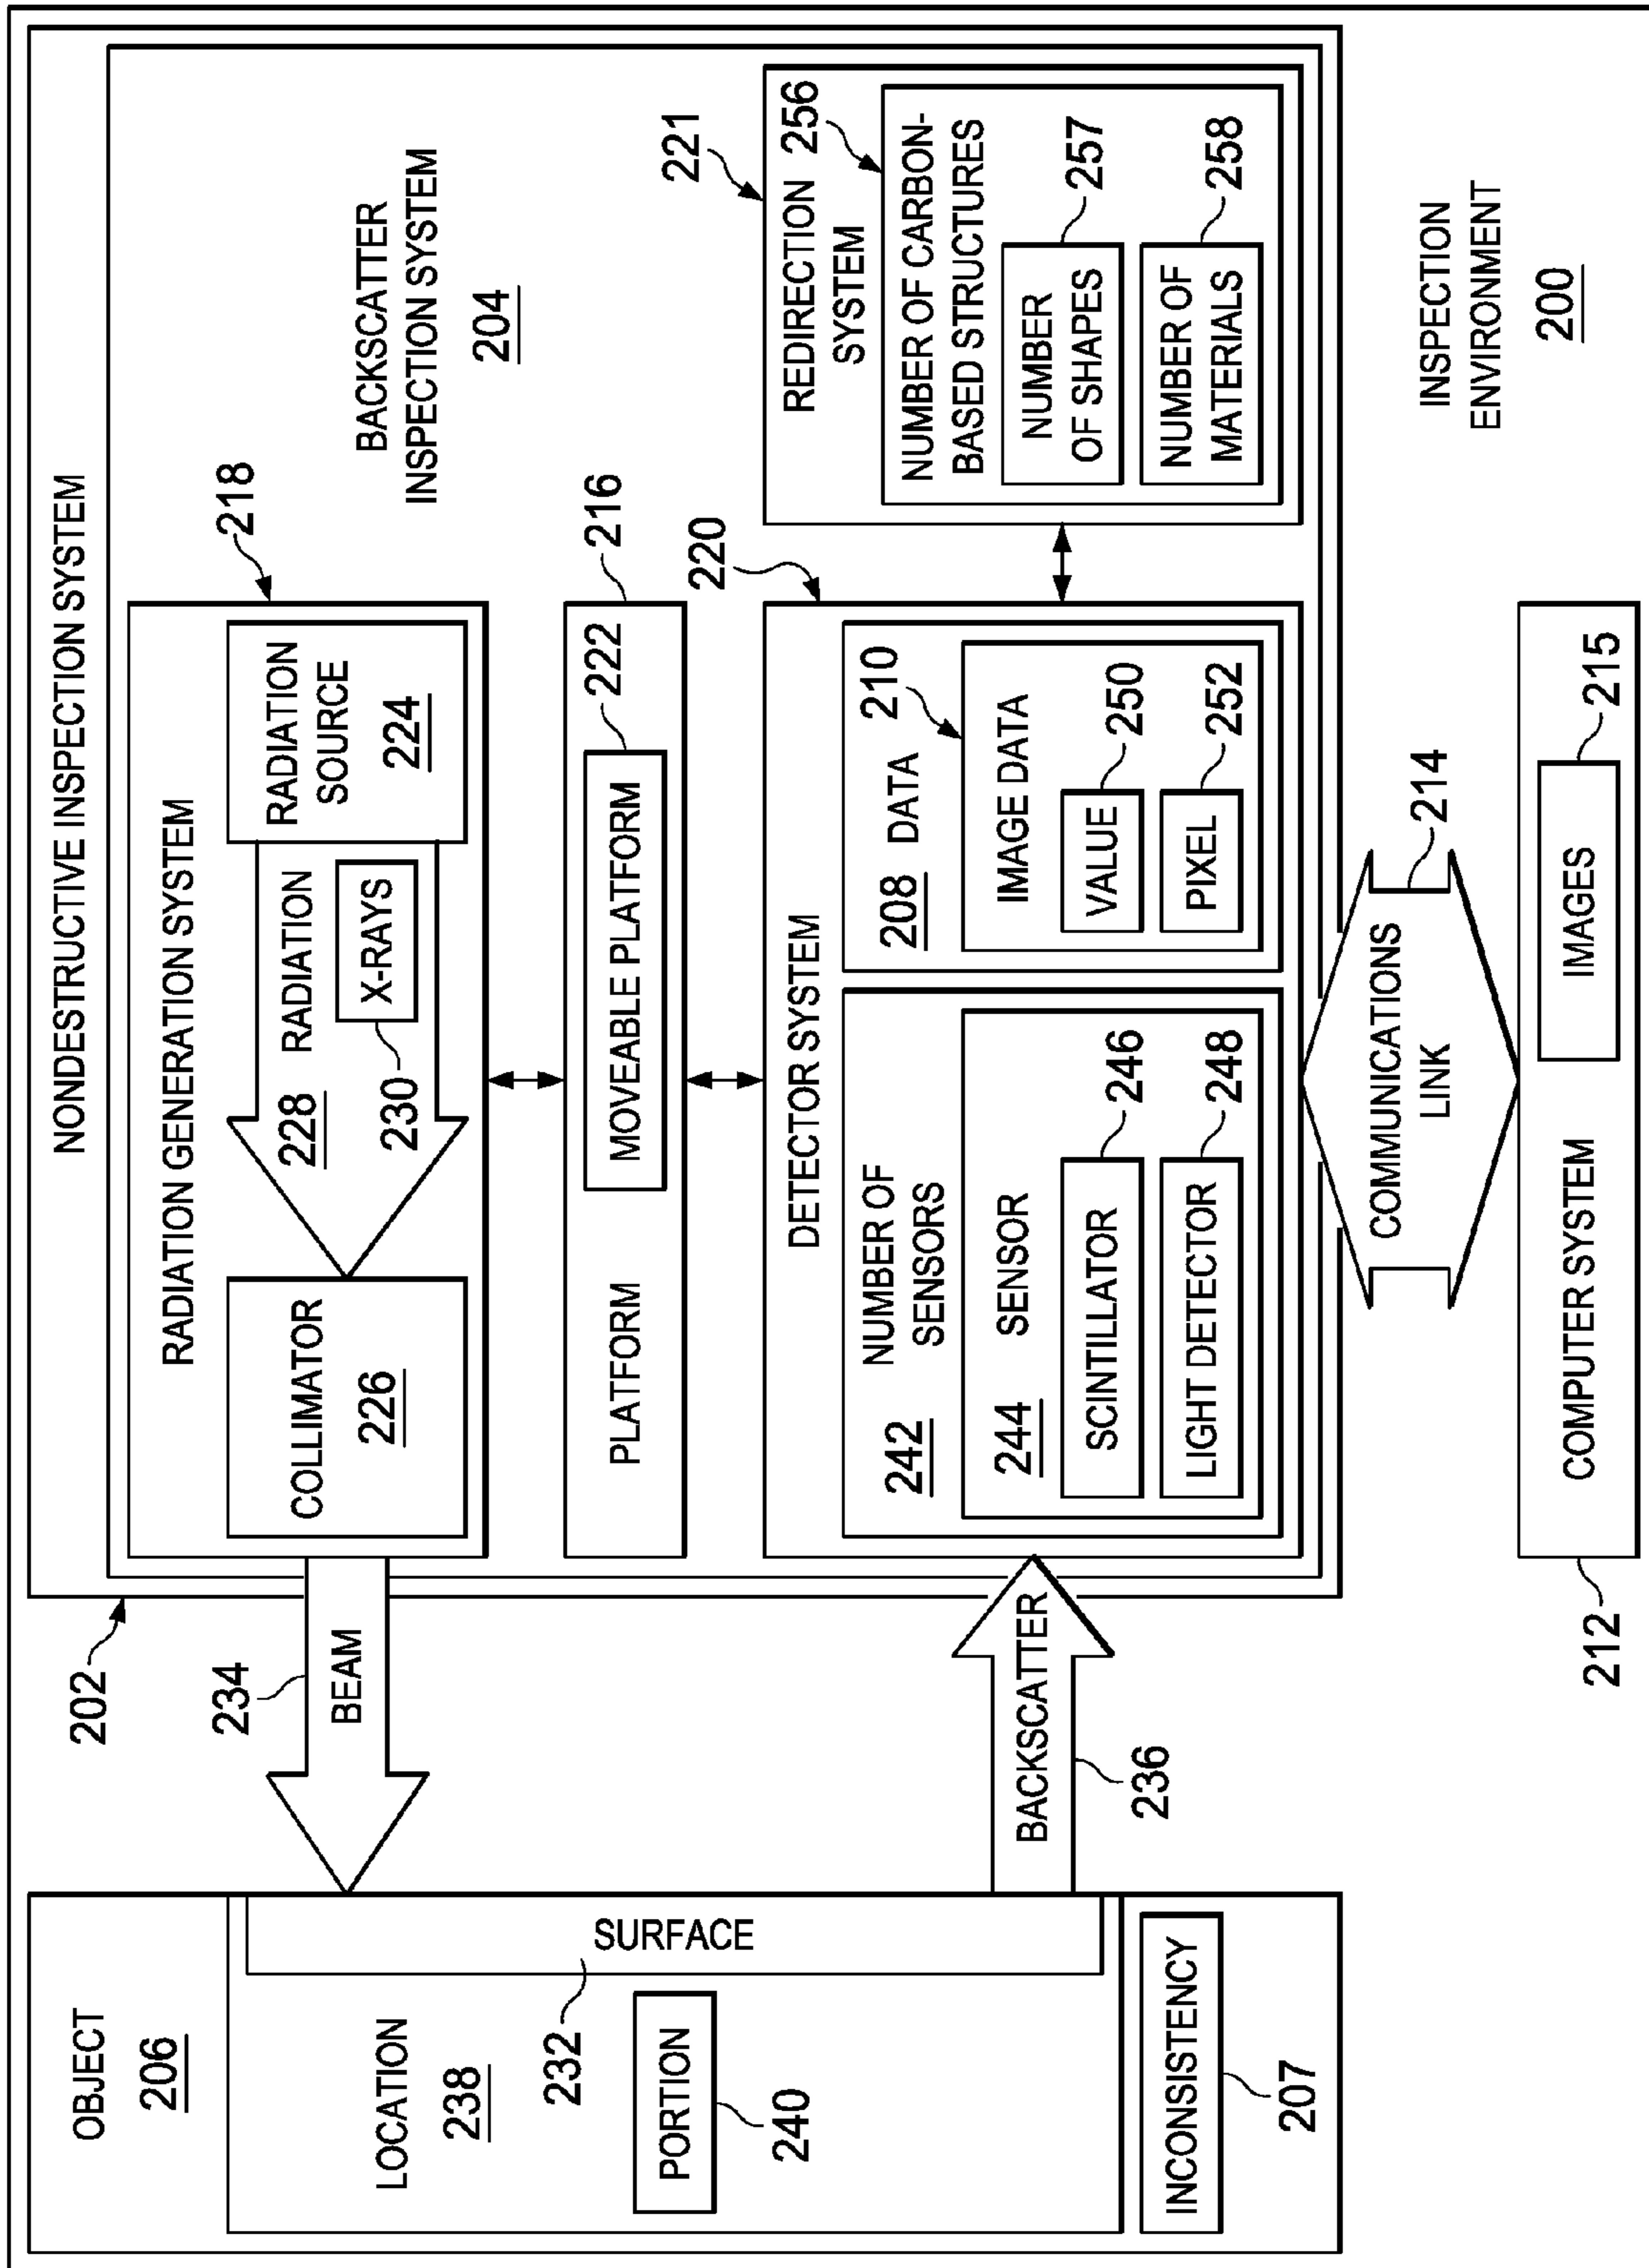 NONDESTRUCTIVE INSPECTION SYSTEM
202
BACKSCATTER
INSPECTION SYSTEM
204
RADIATION GENERATION SYSTEM
218
COLLIMATOR
226
RADIATION
228
X-RAYS
230
RADIATION
SOURCE
224
PLATFORM
216
MOVEABLE PLATFORM
222
DETECTOR SYSTEM
220
NUMBER OF
SENSORS
242
SENSOR
244
SCINTILLATOR
246
LIGHT DETECTOR
248
DATA
208
210
IMAGE DATA
VALUE
250
PIXEL
252
REDIRECTION
SYSTEM
221
256
NUMBER OF CARBON-
BASED STRUCTURES
NUMBER
OF SHAPES
257
NUMBER OF
MATERIALS
258
OBJECT
206
LOCATION
238
SURFACE
232
PORTION
240
INCONSISTENCY
207
BEAM
234
BACKSCATTER
236
COMMUNICATIONS
LINK
214
COMPUTER SYSTEM
212
IMAGES
215
INSPECTION
ENVIRONMENT
200